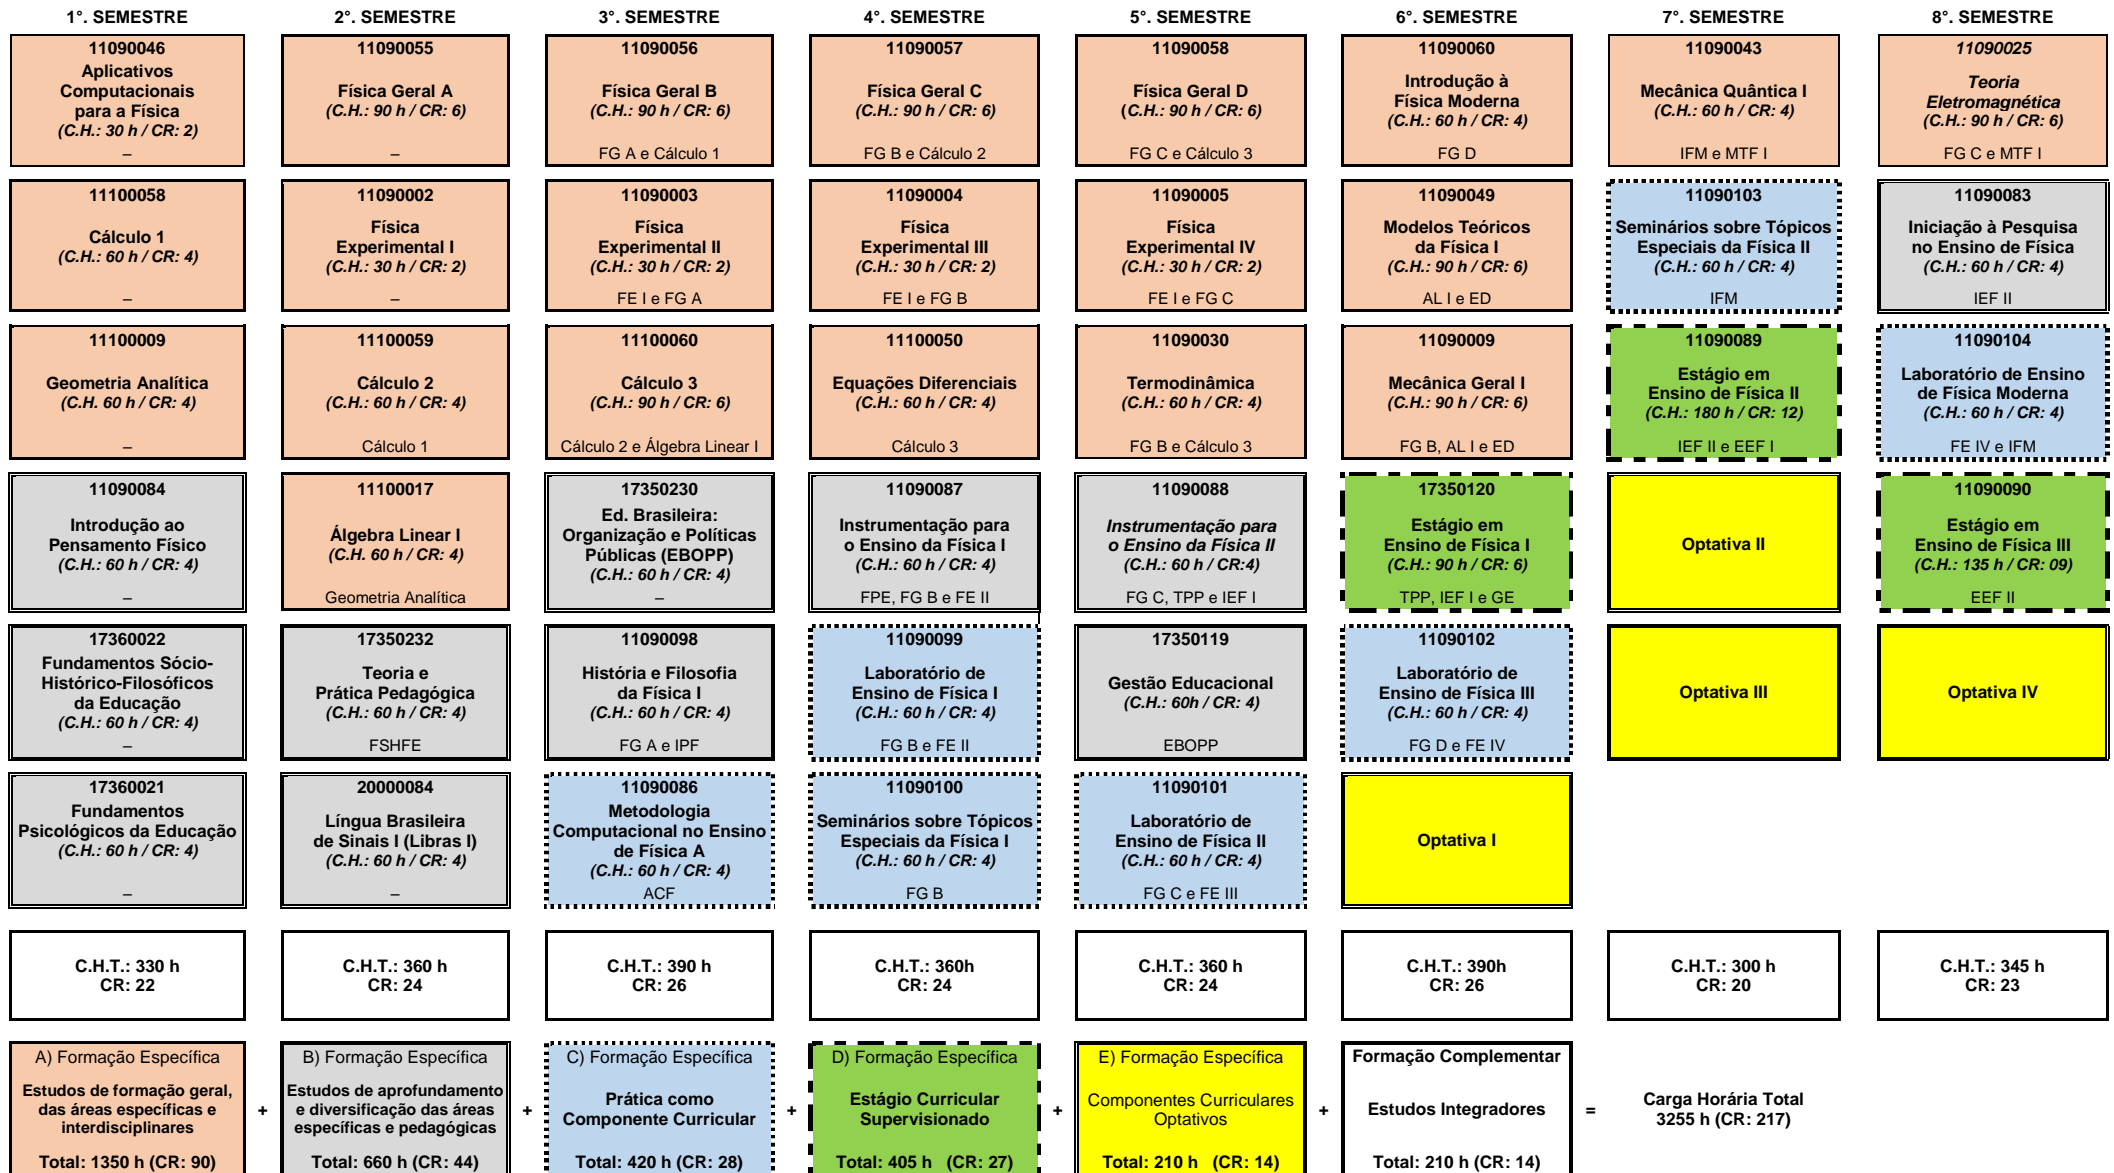 1°. SEMESTRE
2°. SEMESTRE
3°. SEMESTRE
4°. SEMESTRE
5°. SEMESTRE
6°. SEMESTRE
7°. SEMESTRE
8°. SEMESTRE
11090046
Aplicativos
Computacionais
para a Física
(C.H.: 30 h / CR: 2)
–
11090055
Física Geral A
(C.H.: 90 h / CR: 6)
–
11090056
Física Geral B
(C.H.: 90 h / CR: 6)
FG A e Cálculo 1
11090057
Física Geral C
(C.H.: 90 h / CR: 6)
FG B e Cálculo 2
11090058
Física Geral D
(C.H.: 90 h / CR: 6)
FG C e Cálculo 3
11090060
Introdução à
Física Moderna
(C.H.: 60 h / CR: 4)
FG D
11090043
Mecânica Quântica I
(C.H.: 60 h / CR: 4)
IFM e MTF I
11090025
Teoria
Eletromagnética
(C.H.: 90 h / CR: 6)
FG C e MTF I
11100058
Cálculo 1
(C.H.: 60 h / CR: 4)
–
11090002
Física
Experimental I
(C.H.: 30 h / CR: 2)
–
11090003
Física
Experimental II
(C.H.: 30 h / CR: 2)
FE I e FG A
11090004
Física
Experimental III
(C.H.: 30 h / CR: 2)
FE I e FG B
11090005
Física
Experimental IV
(C.H.: 30 h / CR: 2)
FE I e FG C
11090049
Modelos Teóricos
da Física I
(C.H.: 90 h / CR: 6)
AL I e ED
11090103
Seminários sobre Tópicos
Especiais da Física II
(C.H.: 60 h / CR: 4)
IFM
11090083
Iniciação à Pesquisa
no Ensino de Física
(C.H.: 60 h / CR: 4)
IEF II
11100009
Geometria Analítica
(C.H. 60 h / CR: 4)
–
11100059
Cálculo 2
(C.H.: 60 h / CR: 4)
Cálculo 1
11100060
Cálculo 3
(C.H.: 90 h / CR: 6)
Cálculo 2 e Álgebra Linear I
11100050
Equações Diferenciais
(C.H.: 60 h / CR: 4)
Cálculo 3
11090030
Termodinâmica
(C.H.: 60 h / CR: 4)
FG B e Cálculo 3
11090009
Mecânica Geral I
(C.H.: 90 h / CR: 6)
FG B, AL I e ED
11090089
Estágio em
Ensino de Física II
(C.H.: 180 h / CR: 12)
IEF II e EEF I
11090104
Laboratório de Ensino
de Física Moderna
(C.H.: 60 h / CR: 4)
FE IV e IFM
11090084
Introdução ao
Pensamento Físico
(C.H.: 60 h / CR: 4)
–
11100017
Álgebra Linear I
(C.H. 60 h / CR: 4)
Geometria Analítica
17350230
Ed. Brasileira:
Organização e Políticas
Públicas (EBOPP)
(C.H.: 60 h / CR: 4)
–
11090087
Instrumentação para
o Ensino da Física I
(C.H.: 60 h / CR: 4)
FPE, FG B e FE II
11090088
Instrumentação para
o Ensino da Física II
(C.H.: 60 h / CR:4)
FG C, TPP e IEF I
17350120
Estágio em
Ensino de Física I
(C.H.: 90 h / CR: 6)
TPP, IEF I e GE
Optativa II
11090090
Estágio em
Ensino de Física III
(C.H.: 135 h / CR: 09)
EEF II
17360022
Fundamentos Sócio-
Histórico-Filosóficos
da Educação
(C.H.: 60 h / CR: 4)
–
17350232
Teoria e
Prática Pedagógica
(C.H.: 60 h / CR: 4)
FSHFE
11090098
História e Filosofia
da Física I
(C.H.: 60 h / CR: 4)
FG A e IPF
11090099
Laboratório de
Ensino de Física I
(C.H.: 60 h / CR: 4)
FG B e FE II
17350119
Gestão Educacional
(C.H.: 60h / CR: 4)
EBOPP
11090102
Laboratório de
Ensino de Física III
(C.H.: 60 h / CR: 4)
FG D e FE IV
Optativa III
Optativa IV
17360021
Fundamentos
Psicológicos da Educação
(C.H.: 60 h / CR: 4)
–
20000084
Língua Brasileira
de Sinais I (Libras I)
(C.H.: 60 h / CR: 4)
–
11090086
Metodologia
Computacional no Ensino
de Física A
(C.H.: 60 h / CR: 4)
ACF
11090100
Seminários sobre Tópicos
Especiais da Física I
(C.H.: 60 h / CR: 4)
FG B
11090101
Laboratório de
Ensino de Física II
(C.H.: 60 h / CR: 4)
FG C e FE III
Optativa I
C.H.T.: 330 h
CR: 22
C.H.T.: 360 h
CR: 24
C.H.T.: 390 h
CR: 26
C.H.T.: 360h
CR: 24
C.H.T.: 360 h
CR: 24
C.H.T.: 390h
CR: 26
C.H.T.: 300 h
CR: 20
C.H.T.: 345 h
CR: 23
A) Formação Específica
Estudos de formação geral,
das áreas específicas e
interdisciplinares
Total: 1350 h (CR: 90)
+
B) Formação Específica
Estudos de aprofundamento
e diversificação das áreas
específicas e pedagógicas
Total: 660 h (CR: 44)
+
C) Formação Específica
Prática como
Componente Curricular
Total: 420 h (CR: 28)
+
D) Formação Específica
Estágio Curricular
Supervisionado
Total: 405 h (CR: 27)
+
E) Formação Específica
Componentes Curriculares
Optativos
Total: 210 h (CR: 14)
+
Formação Complementar
Estudos Integradores
Total: 210 h (CR: 14)
=
Carga Horária Total
3255 h (CR: 217)